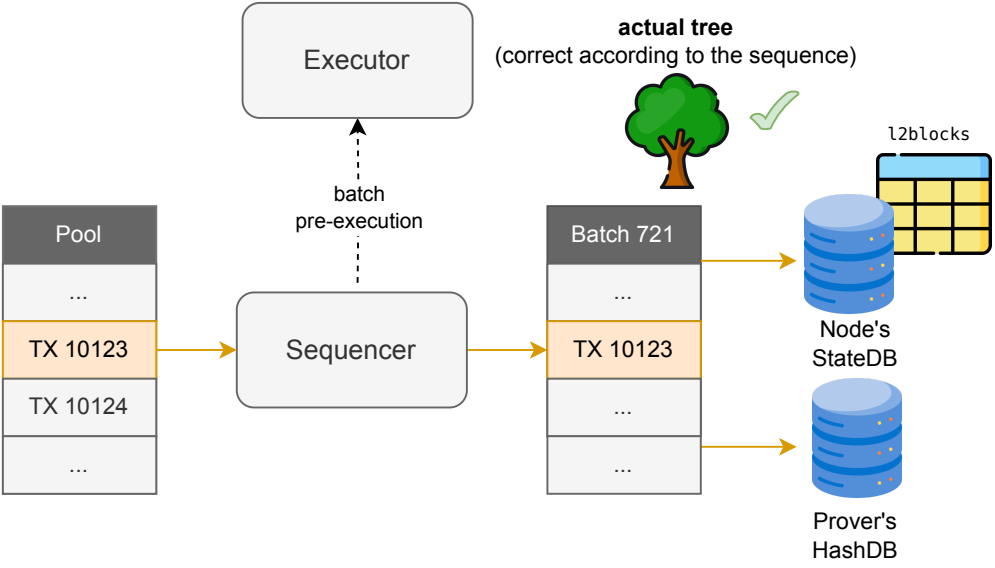 Executor
actual tree
(correct according to the sequence)
l2blocks
batch
pre-execution
Pool
...
TX 10123
TX 10124
...
Sequencer
Batch 721
...
TX 10123
...
...
Node's
StateDB
Prover's
HashDB